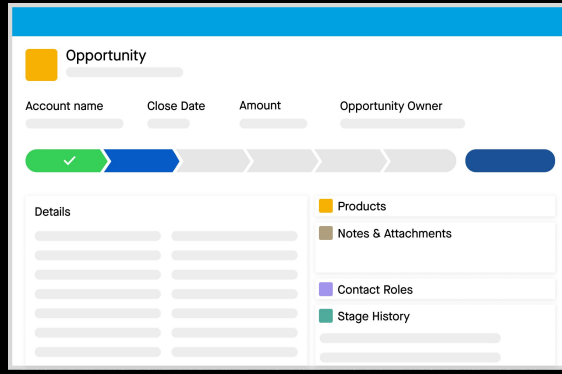 Opportunity
Account name
Close Date
Amount
Opportunity Owner
Details
Products
Notes & Attachments
Contact Roles
Stage History